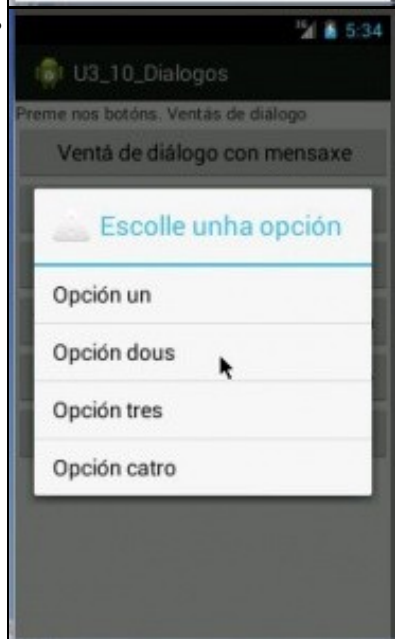 5:34
U3_10_Dialogos
Preme nos botóns. Ventás de diálogo
Ventá de diálogo con mensaxe
Escolle unha opción
Opción un
Opción dous
Opción tres
Opción catro